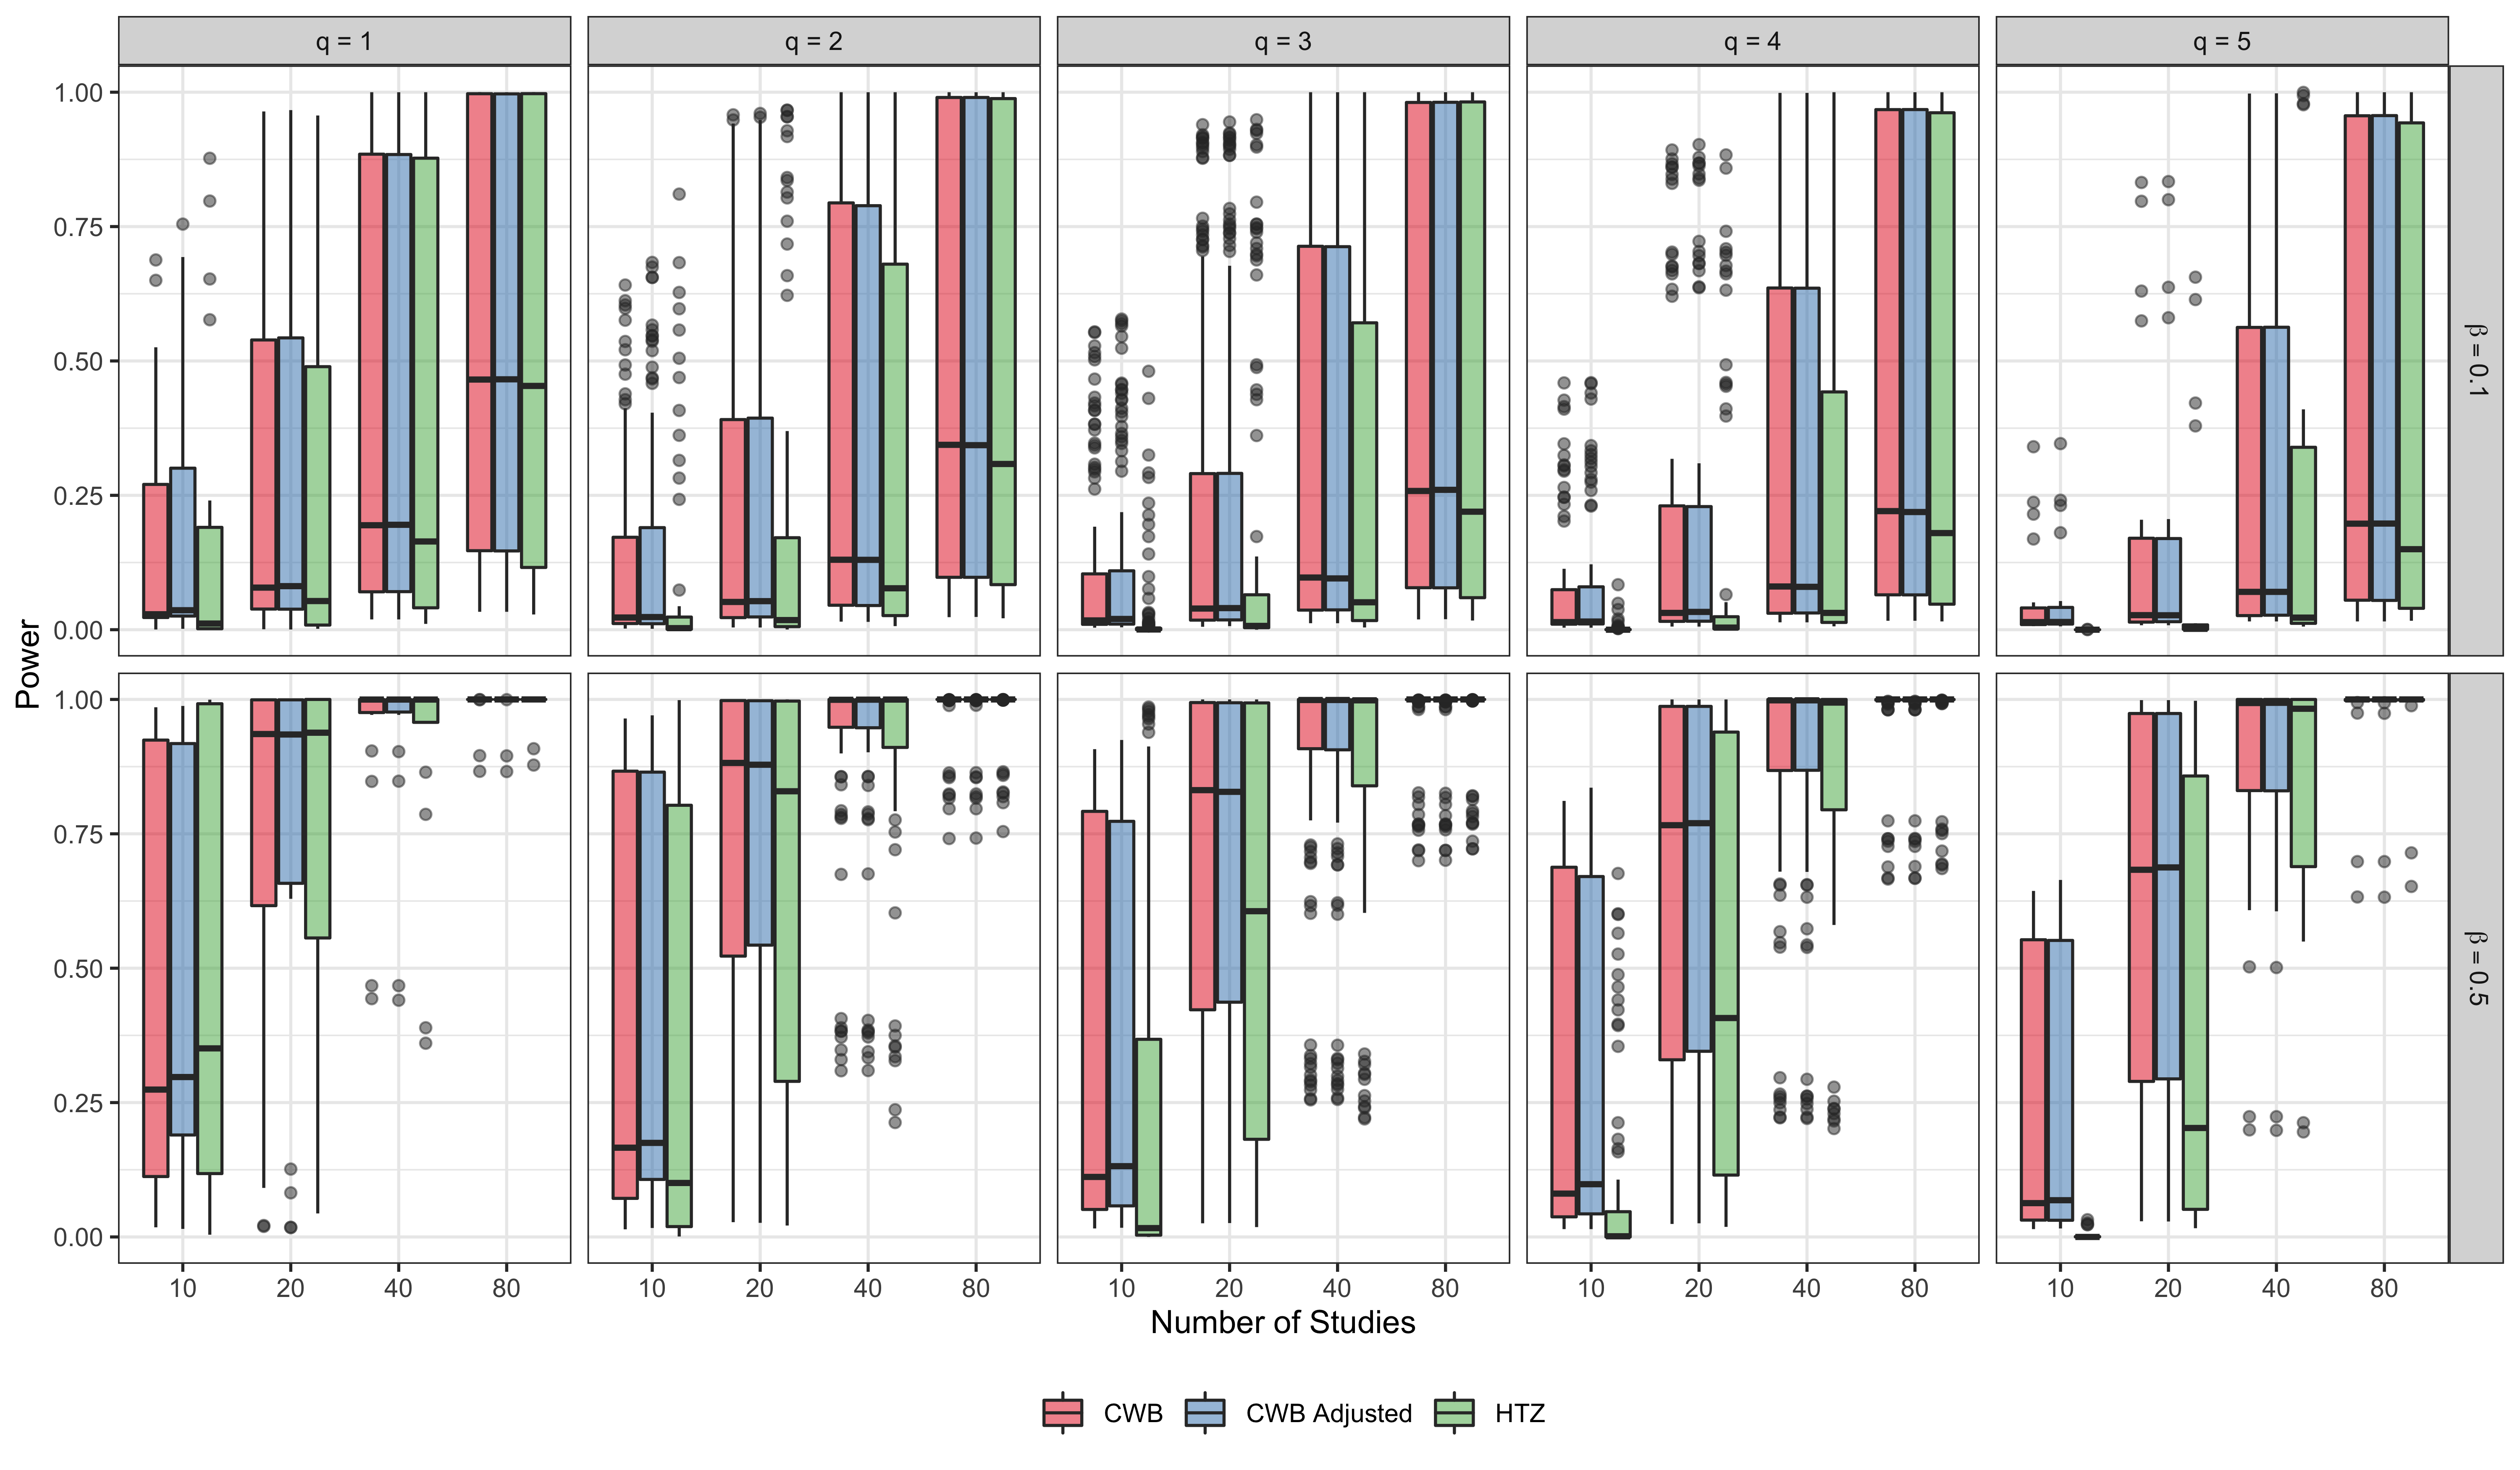 q = 1
q = 2
q = 3
q = 4
q = 5
Power
1.00
0.75
0.50
0.25
0.00
β = 0.1
1.00
0.75
0.50
0.25
0.00
β = 0.5
10 20 40 80
10 20 40 80
10 20 40 80
10 20 40 80
10 20 40 80
Number of Studies
CWB CWB Adjusted HTZ